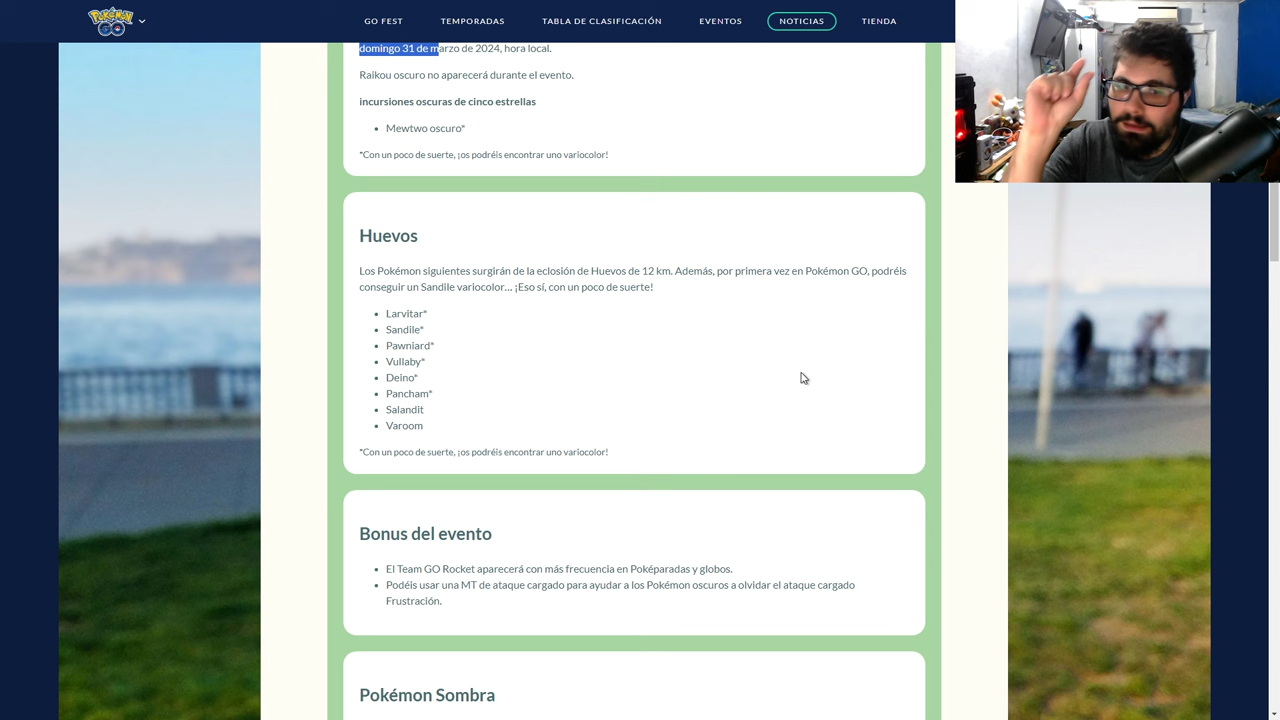 Pokémon GO
GO FEST
TEMPORADAS
TABLA DE CLASIFICACIÓN
EVENTOS
NOTICIAS
TIENDA
domingo 31 de marzo de 2024, hora local.
Raikou oscuro no aparecerá durante el evento.
incursiones oscuras de cinco estrellas
• Mewtwo oscuro*
*Con un poco de suerte, ¡os podréis encontrar uno variocolor!
Huevos
Los Pokémon siguientes surgirán de la eclosión de Huevos de 12 km. Además, por primera vez en Pokémon GO, podréis
conseguir un Sandile variocolor… ¡Eso sí, con un poco de suerte!
• Larvitar*
• Sandile*
• Pawniard*
• Vullaby*
• Deino*
• Pancham*
• Salandit
• Varoom
*Con un poco de suerte, ¡os podréis encontrar uno variocolor!
Bonus del evento
• El Team GO Rocket aparecerá con más frecuencia en Poképaradas y globos.
• Podéis usar una MT de ataque cargado para ayudar a los Pokémon oscuros a olvidar el ataque cargado
Frustración.
Pokémon Sombra